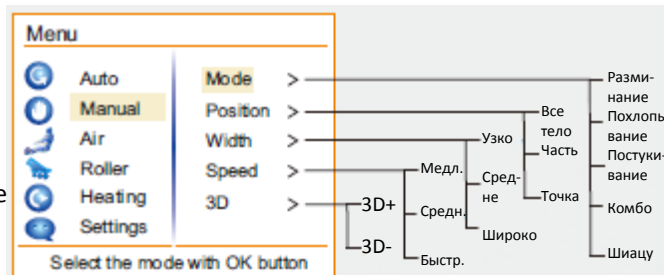 Menu
Auto
Manual
Air
Roller
Heating
Settings
Mode >
Position >
Width >
Speed >
3D >
Select the mode with OK button
е
3D+
3D-
Медл.
Средн.
Быстр.
Узко
Сред-
не
Широко
Все
тело
Часть
Точка
Разми-
нание
Похлопы
вание
Постуки-
вание
Комбо
Шиацу